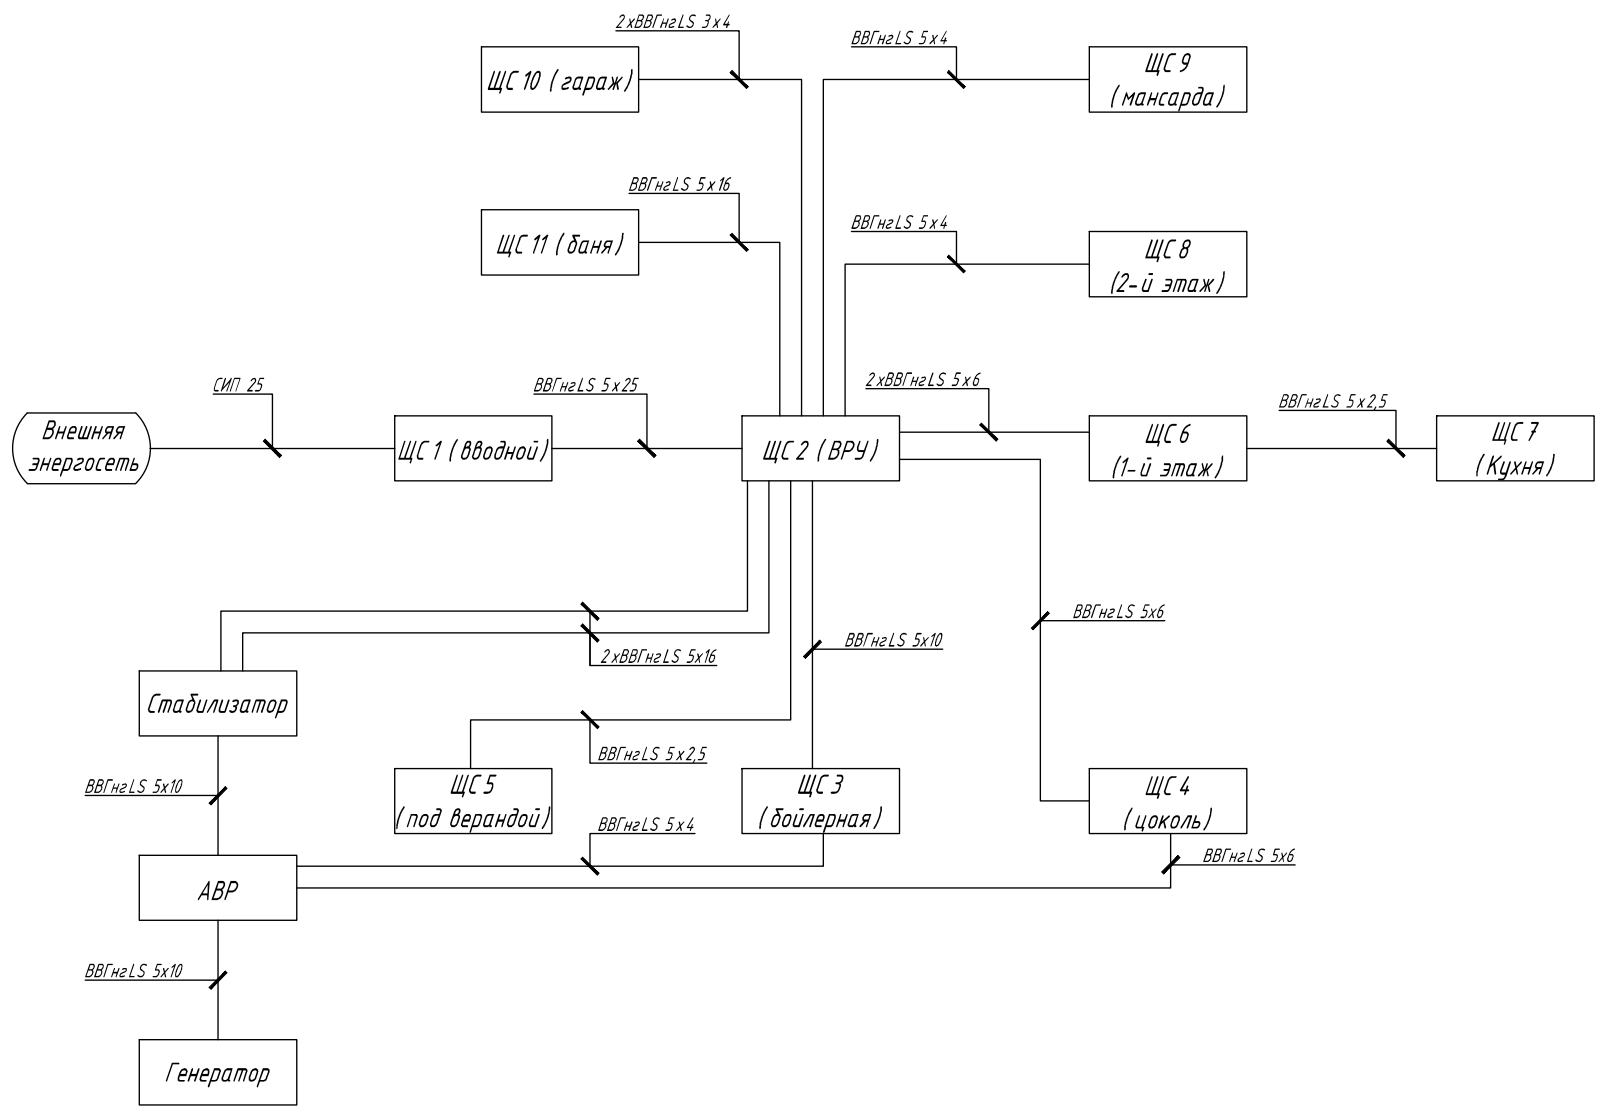 2хВВГнгLS 3х4
ВВГнгLS 5х4
ЩС 10 (гараж)
ЩС 9
(мансарда)
ВВГнгLS 5х16
ЩС 11 (баня)
ВВГнгLS 5х4
ЩС 8
(2-й этаж)
СИП 25
ВВГнгLS 5х25
2хВВГнгLS 5х6
ВВГнгLS 5х2,5
Внешняя
энергосеть
ЩС 1 (вводной)
ЩС 2 (ВРУ)
ЩС 6
(1-й этаж)
ЩС 7
(Кухня)
ВВГнгLS 5х6
2хВВГнгLS 5х16
ВВГнгLS 5х10
Стабилизатор
ВВГнгLS 5х2,5
ВВГнгLS 5х10
ЩС 5
(под верандой)
ЩС 3
(бойлерная)
ЩС 4
(цоколь)
ВВГнгLS 5х4
ВВГнгLS 5х6
АВР
ВВГнгLS 5х10
Генератор